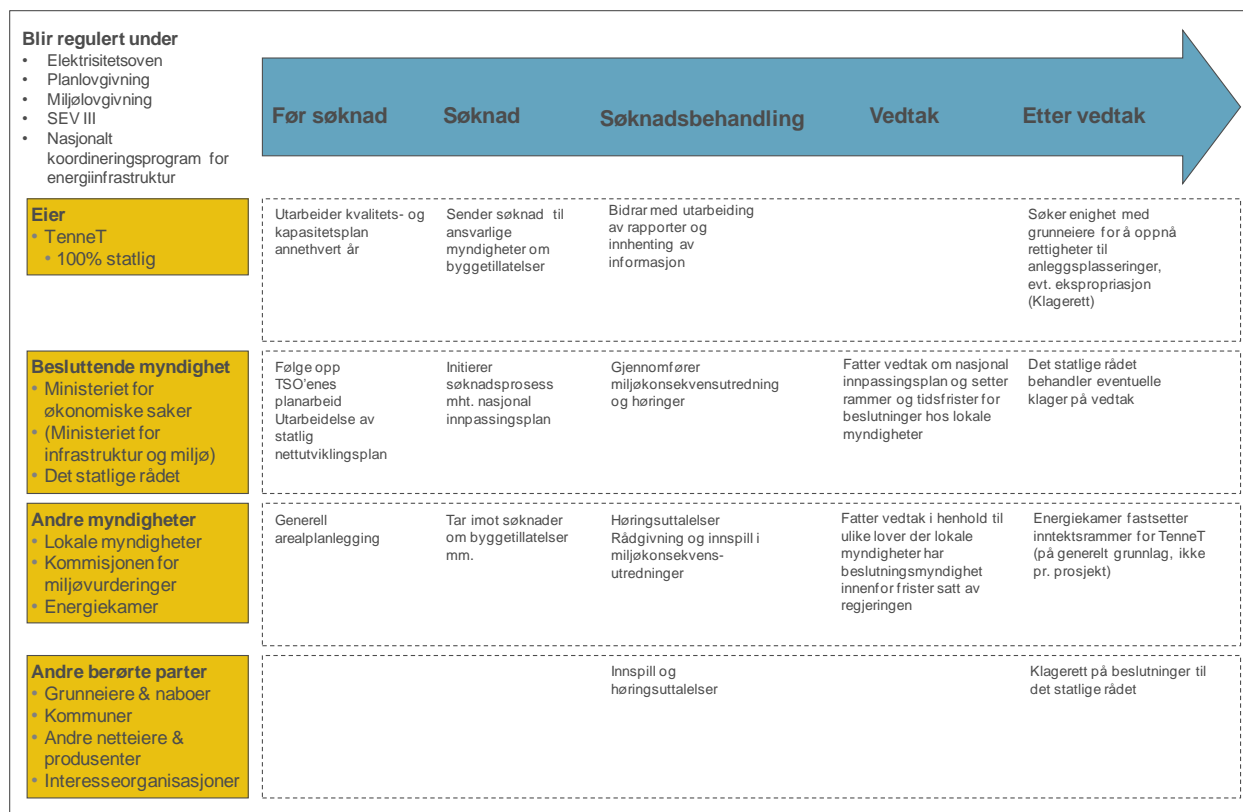 Blir regulert under
• Elektrisitetsoven
• Planlovgivning
• Miljølovgivning
• SEV III
• Nasjonalt
koordineringsprogram for
energiinfrastruktur
Før søknad
Søknad
Søknadsbehandling
Vedtak
Etter vedtak
Eier
• TenneT
• 100% statlig
Utarbeider kvalitets- og
kapasitetsplan
annethvert år
Sender søknad til
ansvarlige
myndigheter om
byggetillatelser
Bidrar med utarbeiding
av rapporter og
innhenting av
informasjon
Søker enighet med
grunneiere for å oppnå
rettigheter til
anleggsplasseringer,
evt. ekspropriasjon
(Klagerett)
Besluttende myndighet
• Ministeriet for
økonomiske saker
• (Ministeriet for
infrastruktur og miljø)
• Det statlige rådet
Følge opp
TSO'enes
planarbeid
Utarbeidelse av
statlig
nettutviklingsplan
Initierer
søknadsprosess
mht. nasjonal
innpassingsplan
Gjennomfører
miljøkonsekvensutredning
og høringer
Fatter vedtak om nasjonal
innpassingsplan og setter
rammer og tidsfrister for
beslutninger hos lokale
myndigheter
Det statlige rådet
behandler eventuelle
klager på vedtak
Andre myndigheter
• Lokale myndigheter
• Kommisjonen for
miljøvurderinger
• Energiekamer
Generell
arealplanlegging
Tar imot søknader
om byggetillatelser
mm.
Høringsuttalelser
Rådgivning og innspill i
miljøkonsekvens-
utredninger
Fatter vedtak i henhold til
ulike lover der lokale
myndigheter har
beslutningsmyndighet
innenfor frister satt av
regjeringen
Energiekamer fastsetter
inntektsrammer for TenneT
(på generelt grunnlag, ikke
pr. prosjekt)
Andre berørte parter
• Grunneiere & naboer
• Kommuner
• Andre netteiere &
produsenter
• Interesseorganisasjoner
Innspill og
høringsuttalelser
Klagerett på beslutninger til
det statlige rådet